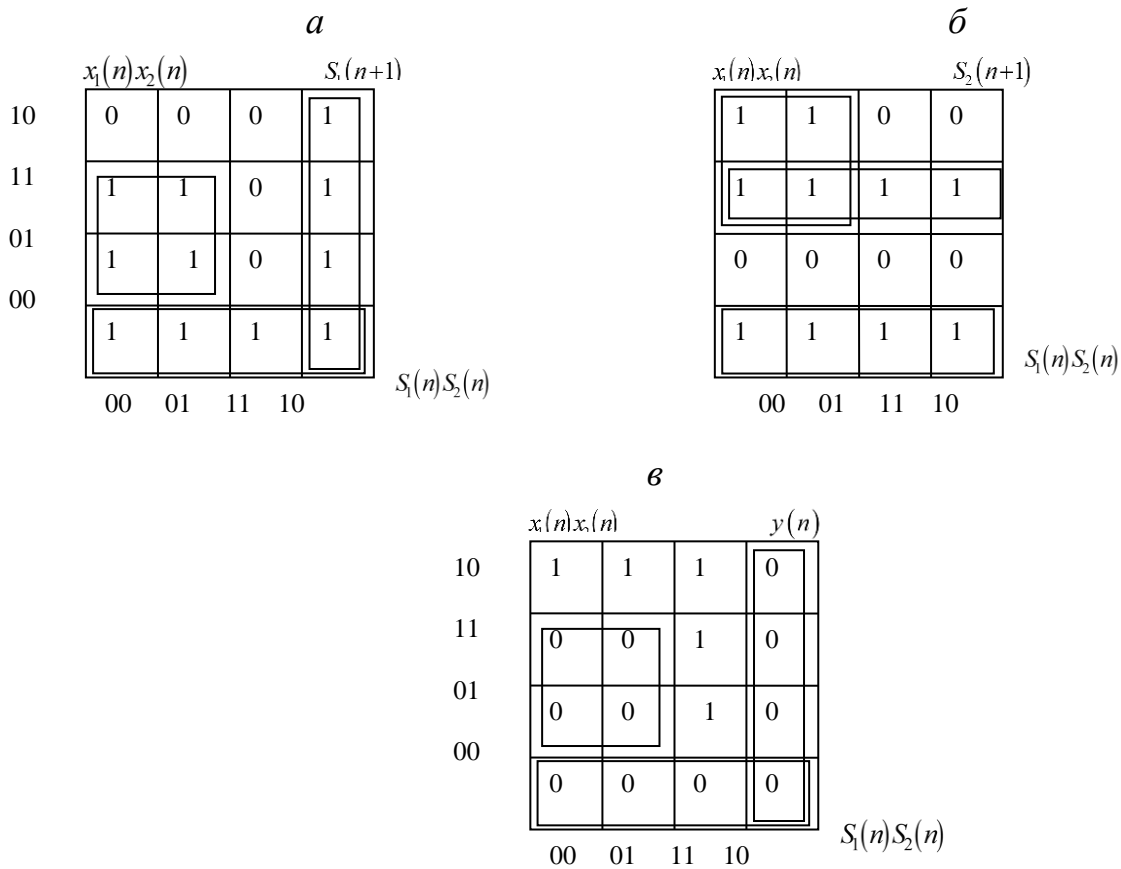 а б
x₁(n)x₂(n) S₁(n+1) x₁(n)x₂(n) S₂(n+1)
10 0 0 0 1 1 1 0 0
11 1 1 0 1 1 1 1 1
01 1 1 0 1 0 0 0 0
00 1 1 1 1 1 1 1 1
S₁(n)S₂(n) S₁(n)S₂(n)
00 01 11 10 00 01 11 10
в
x₁(n)x₂(n) y(n)
10 1 1 1 0
11 0 0 1 0
01 0 0 1 0
00 0 0 0 0
S₁(n)S₂(n)
00 01 11 10